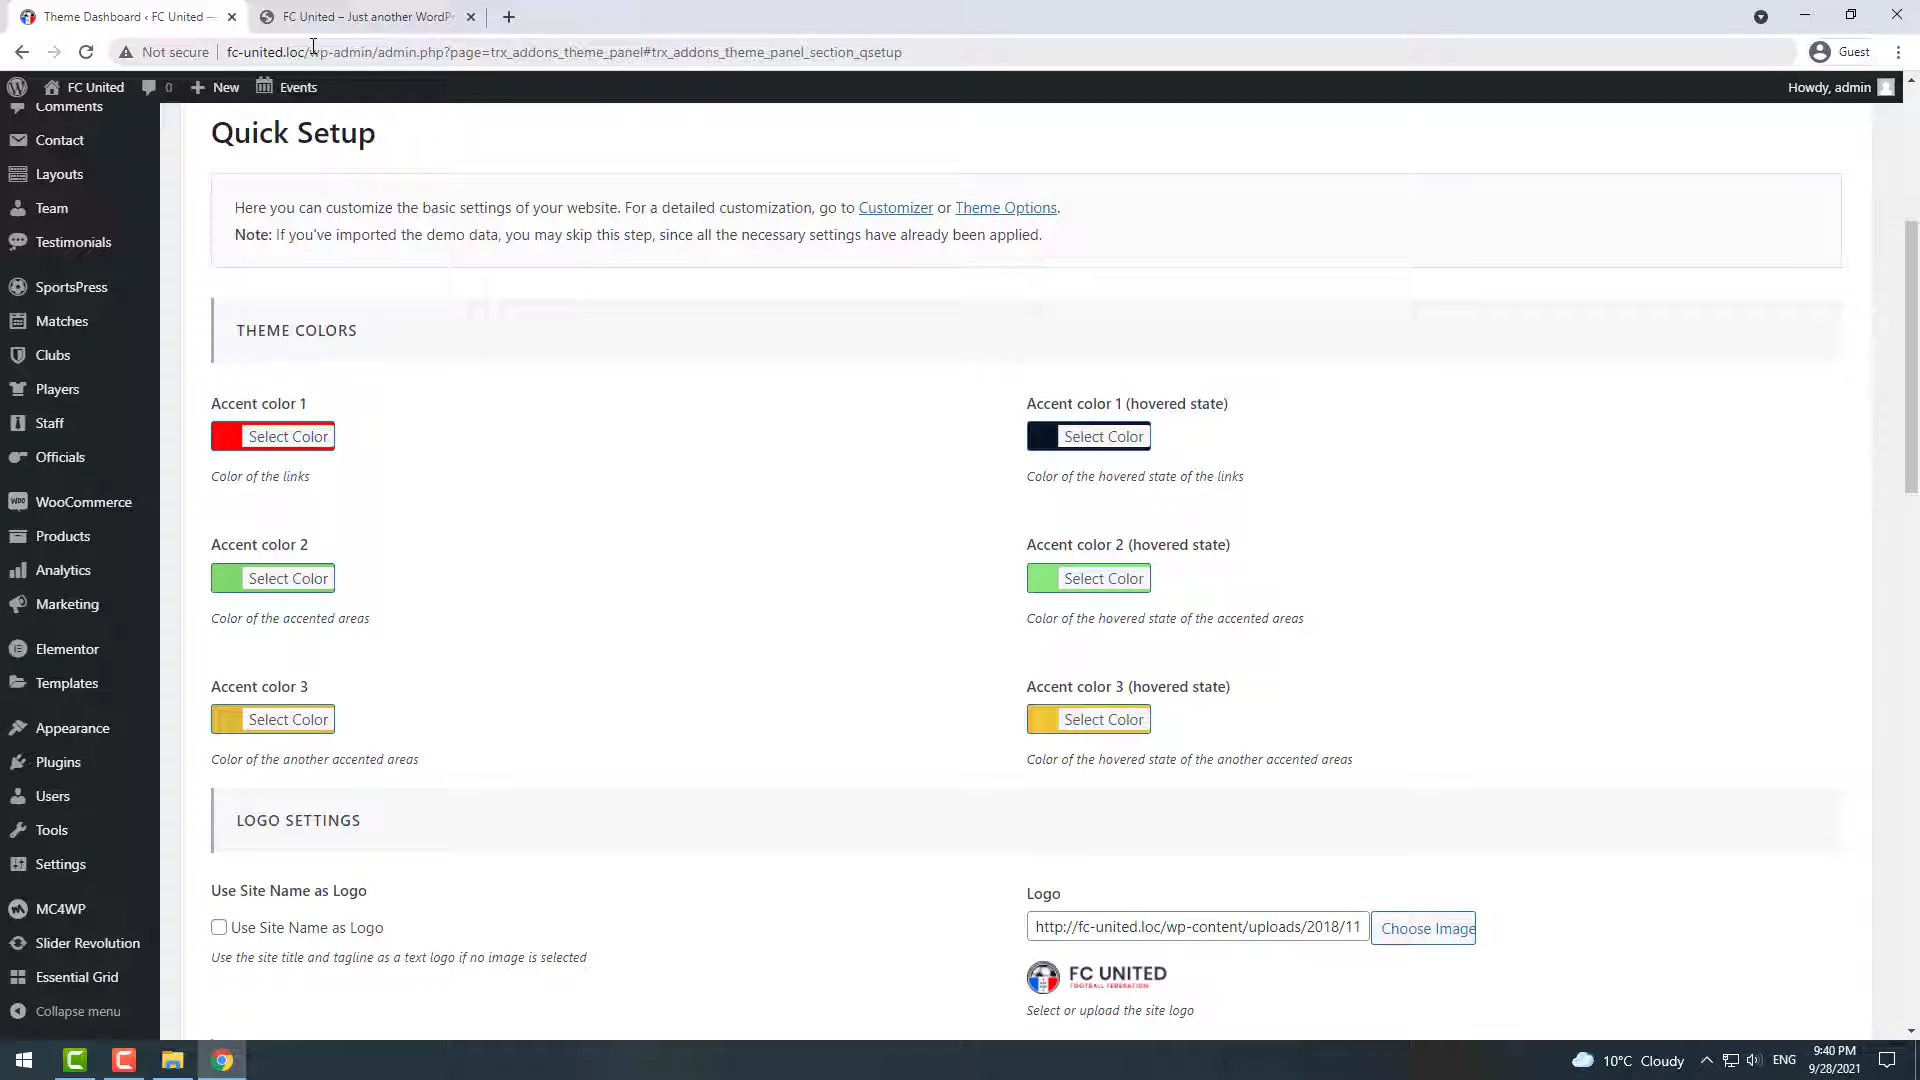 Theme Dashboard ‹ FC United —
FC United – Just another WordP
Not secure
fc-united.loc/wp-admin/admin.php?page=trx_addons_theme_panel#trx_addons_theme_panel_section_qsetup
Guest
FC United
0
New
Events
Howdy, admin
Comments
Contact
Layouts
Team
Testimonials
SportsPress
Matches
Clubs
Players
Staff
Officials
WooCommerce
Products
Analytics
Marketing
Elementor
Templates
Appearance
Plugins
Users
Tools
Settings
MC4WP
Slider Revolution
Essential Grid
Collapse menu
Quick Setup
Here you can customize the basic settings of your website. For a detailed customization, go to Customizer or Theme Options.
Note: If you've imported the demo data, you may skip this step, since all the necessary settings have already been applied.
THEME COLORS
Accent color 1
Select Color
Color of the links
Accent color 1 (hovered state)
Select Color
Color of the hovered state of the links
Accent color 2
Select Color
Color of the accented areas
Accent color 2 (hovered state)
Select Color
Color of the hovered state of the accented areas
Accent color 3
Select Color
Color of the another accented areas
Accent color 3 (hovered state)
Select Color
Color of the hovered state of the another accented areas
LOGO SETTINGS
Use Site Name as Logo
Use Site Name as Logo
Use the site title and tagline as a text logo if no image is selected
Logo
http://fc-united.loc/wp-content/uploads/2018/11
Choose Image
FC UNITED
FOOTBALL FEDERATION
Select or upload the site logo
10°C Cloudy
ENG
9:40 PM
9/28/2021